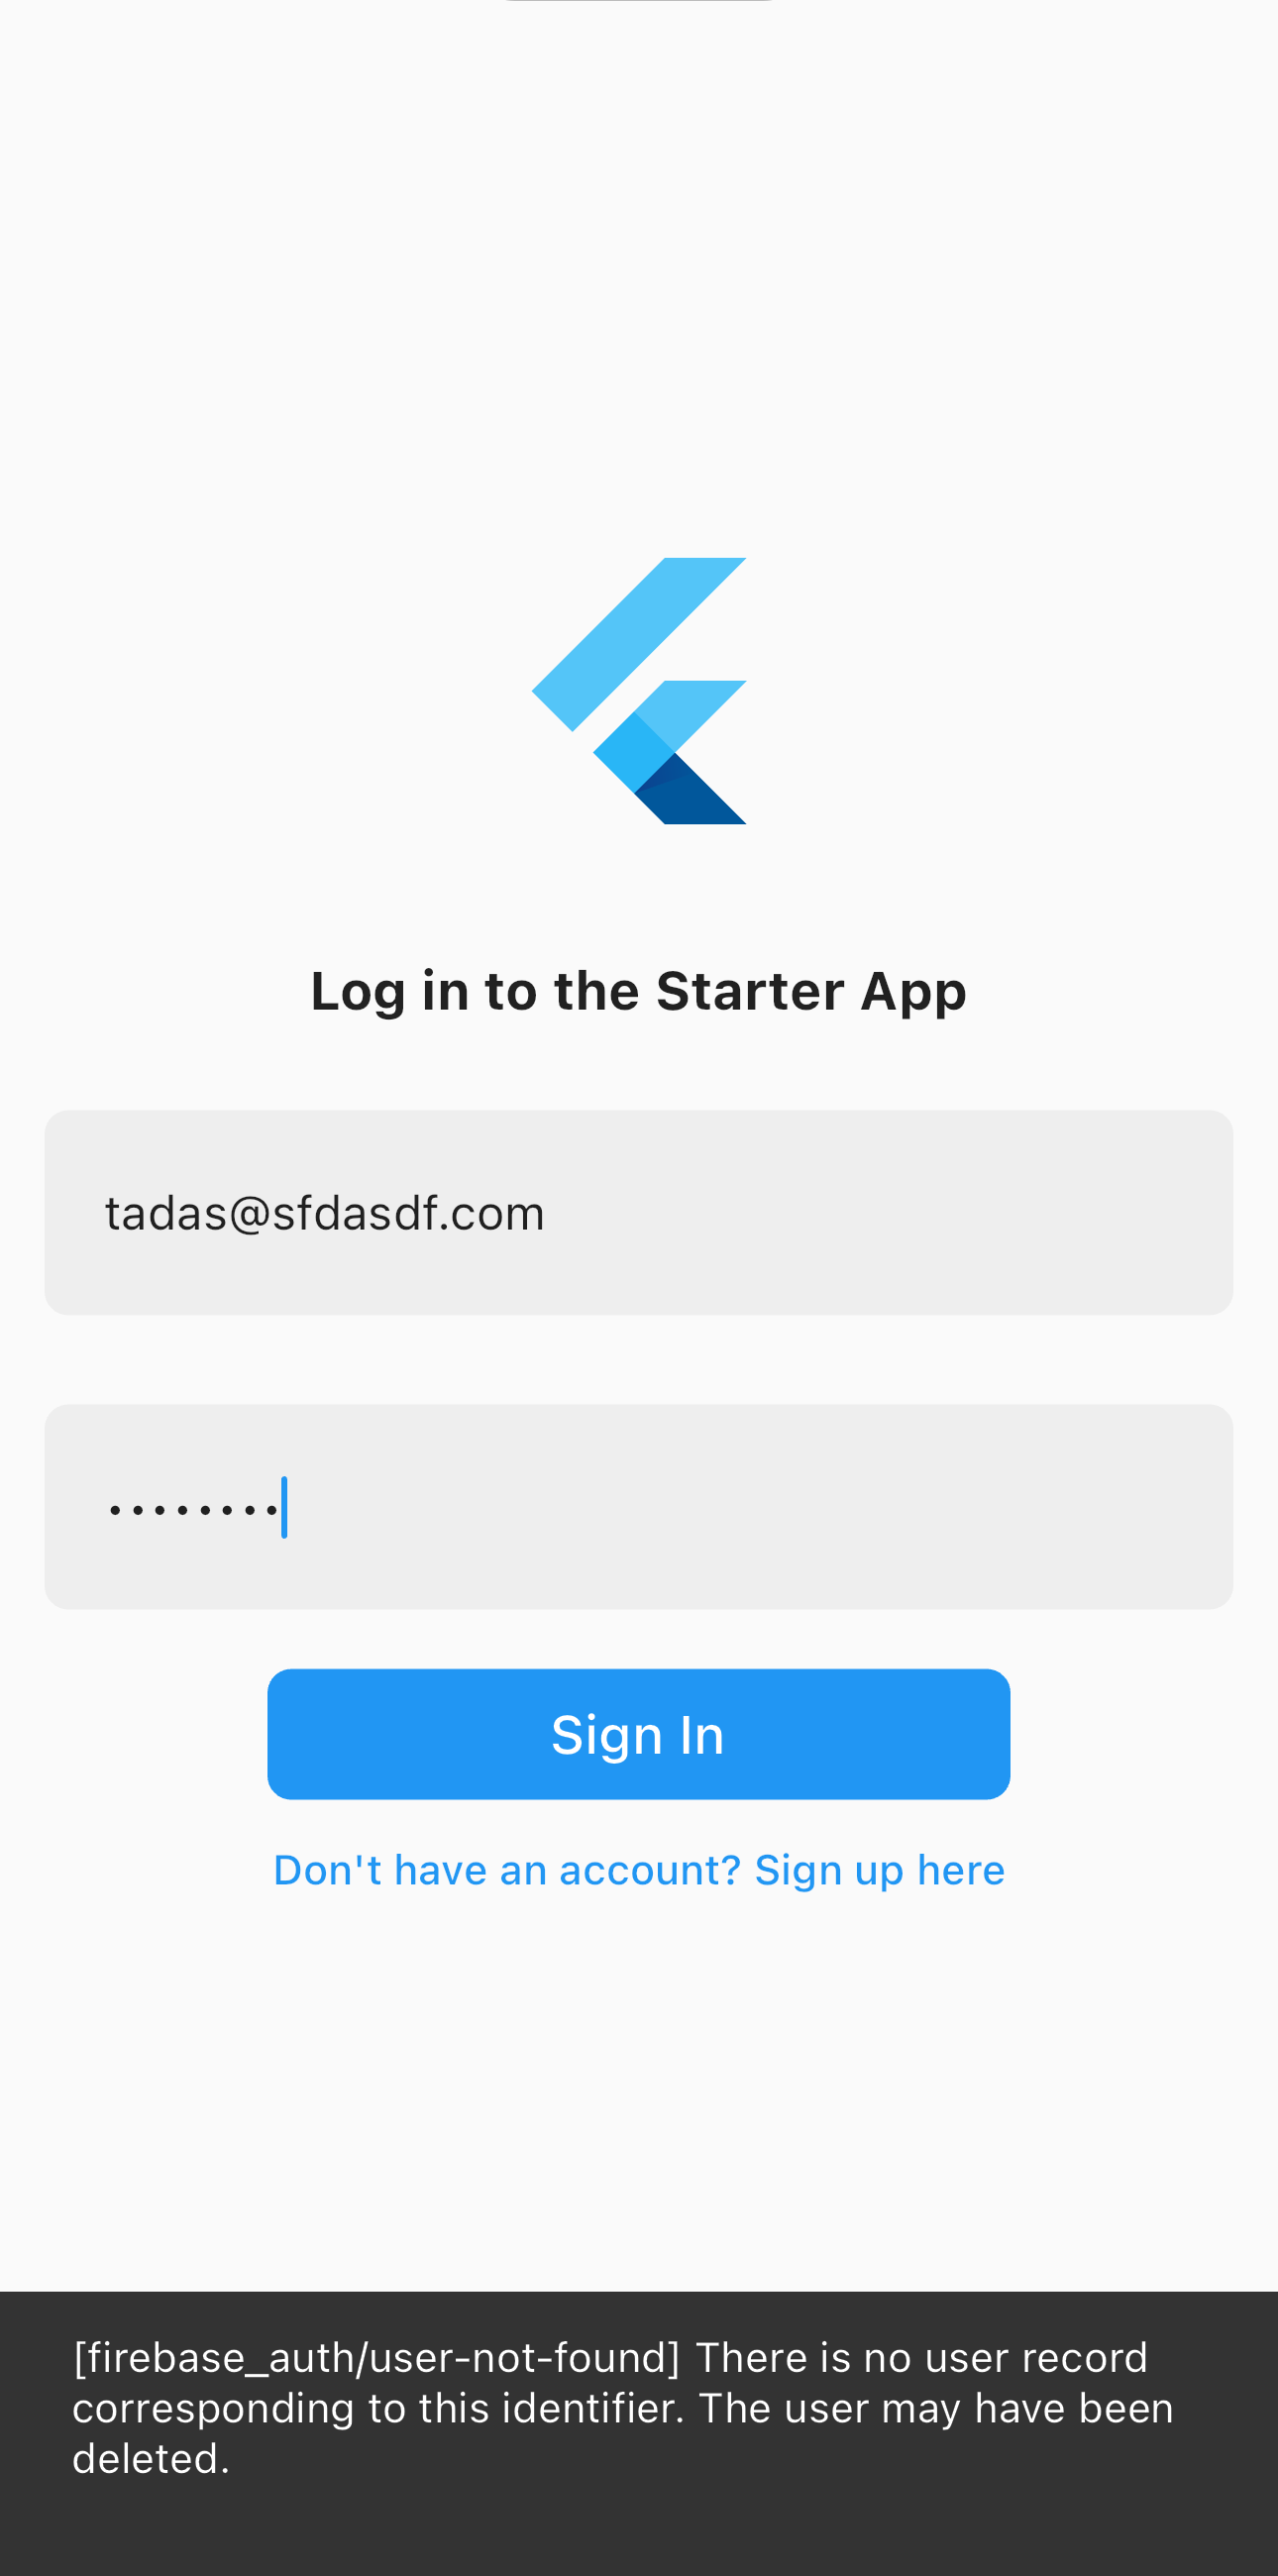 Log in to the Starter App
tadas@sfdasdf.com
••••••••
Sign In
Don't have an account? Sign up here
[firebase_auth/user-not-found] There is no user record
corresponding to this identifier. The user may have been
deleted.